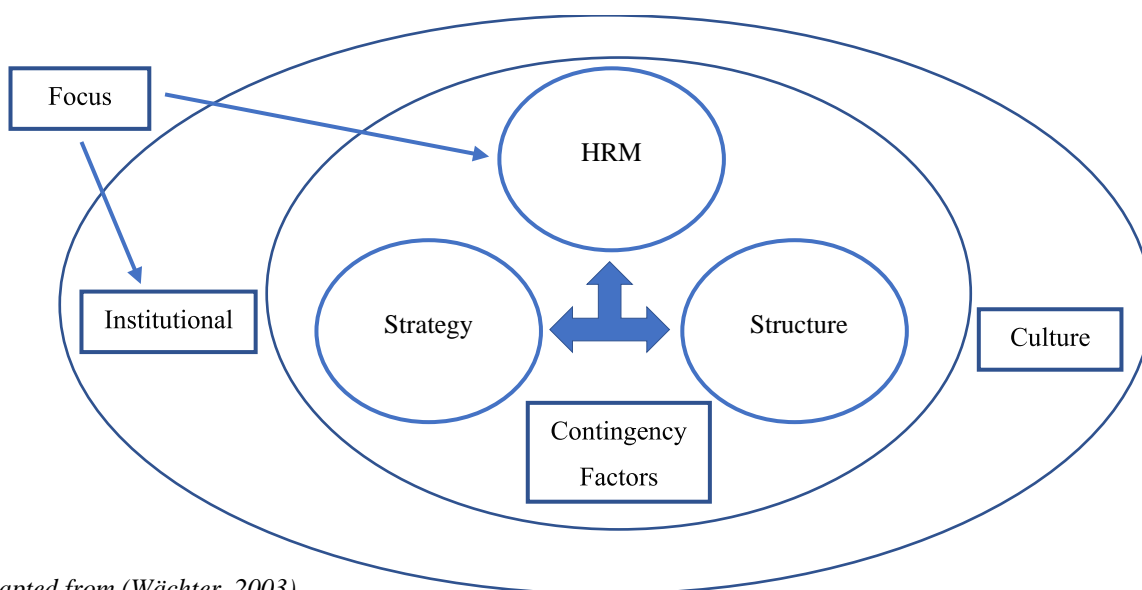 Focus
HRM
Institutional
Strategy
Structure
Culture
Contingency
Factors
apted from (Wächter, 2003)